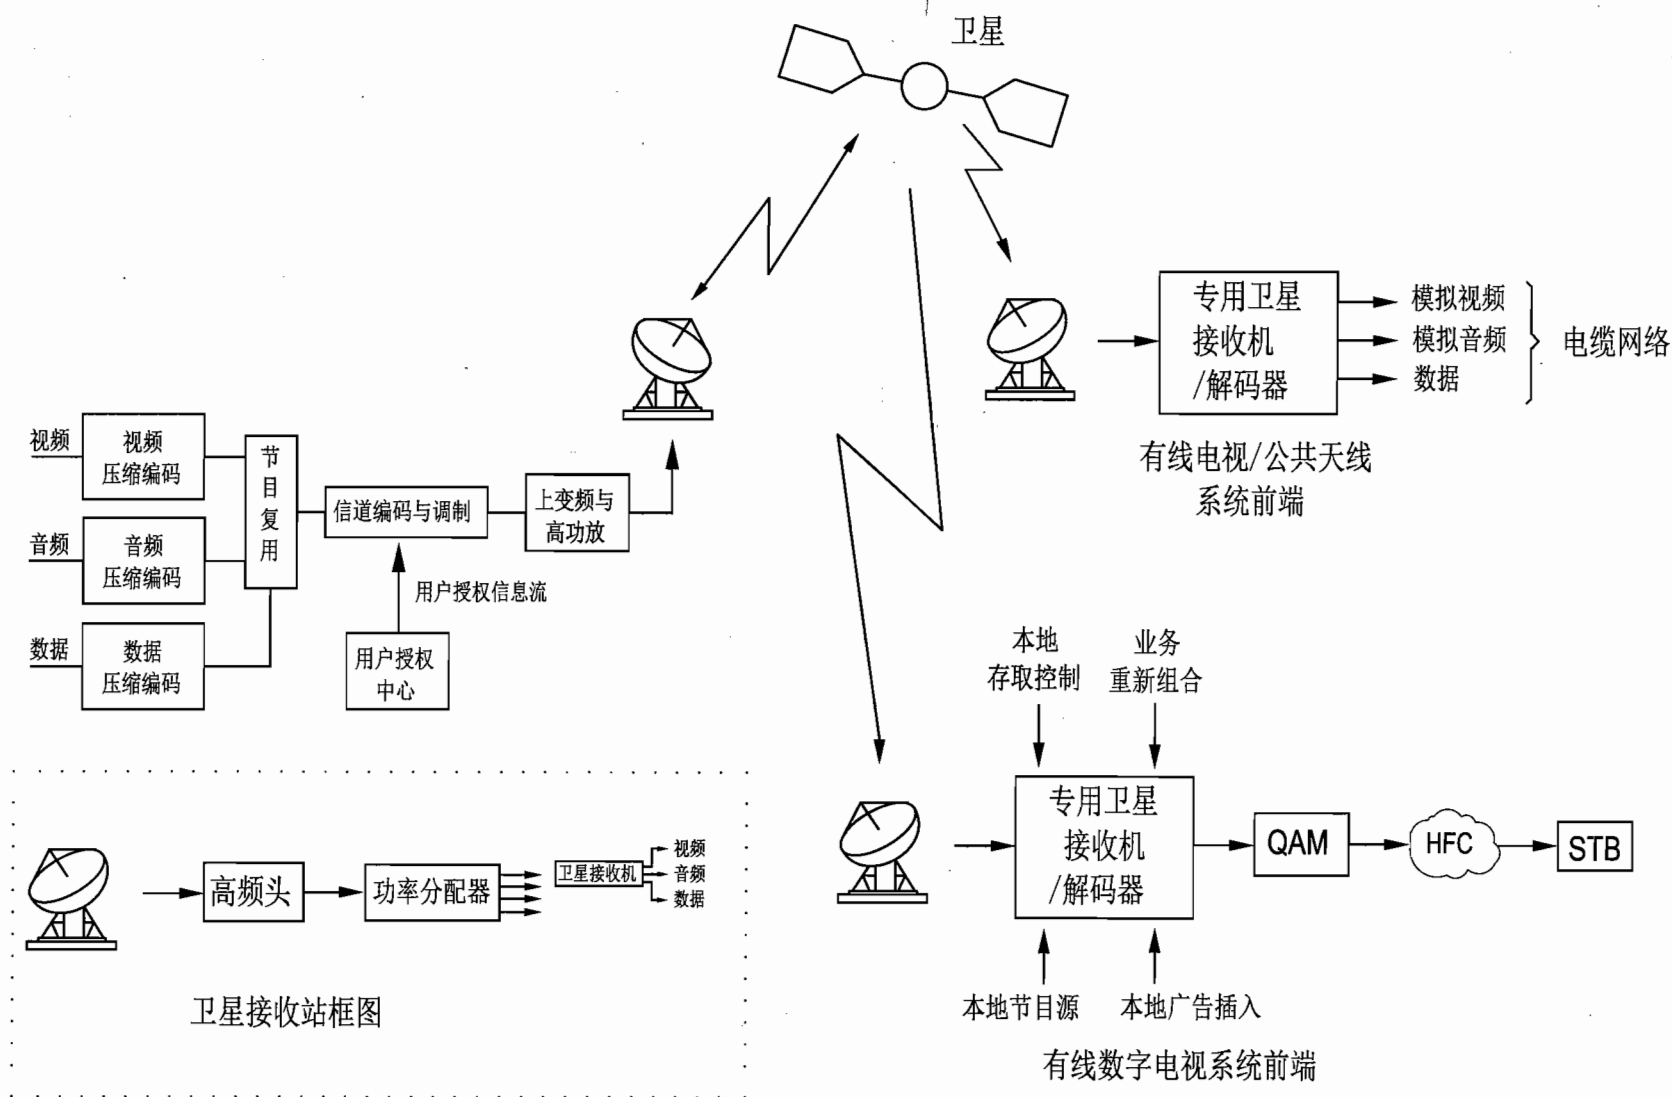 卫星
专用卫星
接收机
/解码器
模拟视频
模拟音频
数据
电缆网络
有线电视/公共天线
系统前端
视频
视频
压缩编码
音频
音频
压缩编码
数据
数据
压缩编码
节
目
复
用
信道编码与调制
上变频与
高功放
用户授权信息流
用户授权
中心
本地
存取控制
业务
重新组合
专用卫星
接收机
/解码器
QAM
HFC
STB
本地节目源
本地广告插入
有线数字电视系统前端
高频头
功率分配器
卫星接收机
视频
音频
数据
卫星接收站框图